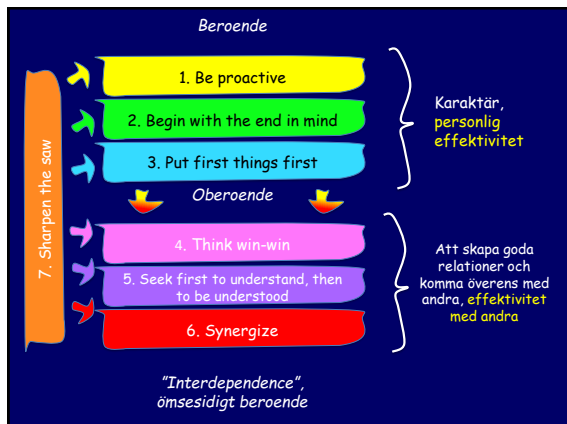 Beroende
1. Be proactive
2. Begin with the end in mind
3. Put first things first
Karaktär,
personlig
effektivitet
7. Sharpen the saw
Oberoende
4. Think win-win
5. Seek first to understand, then
to be understood
6. Synergize
Att skapa goda
relationer och
komma överens med
andra, effektivitet
med andra
”Interdependence”,
ömsesidigt beroende